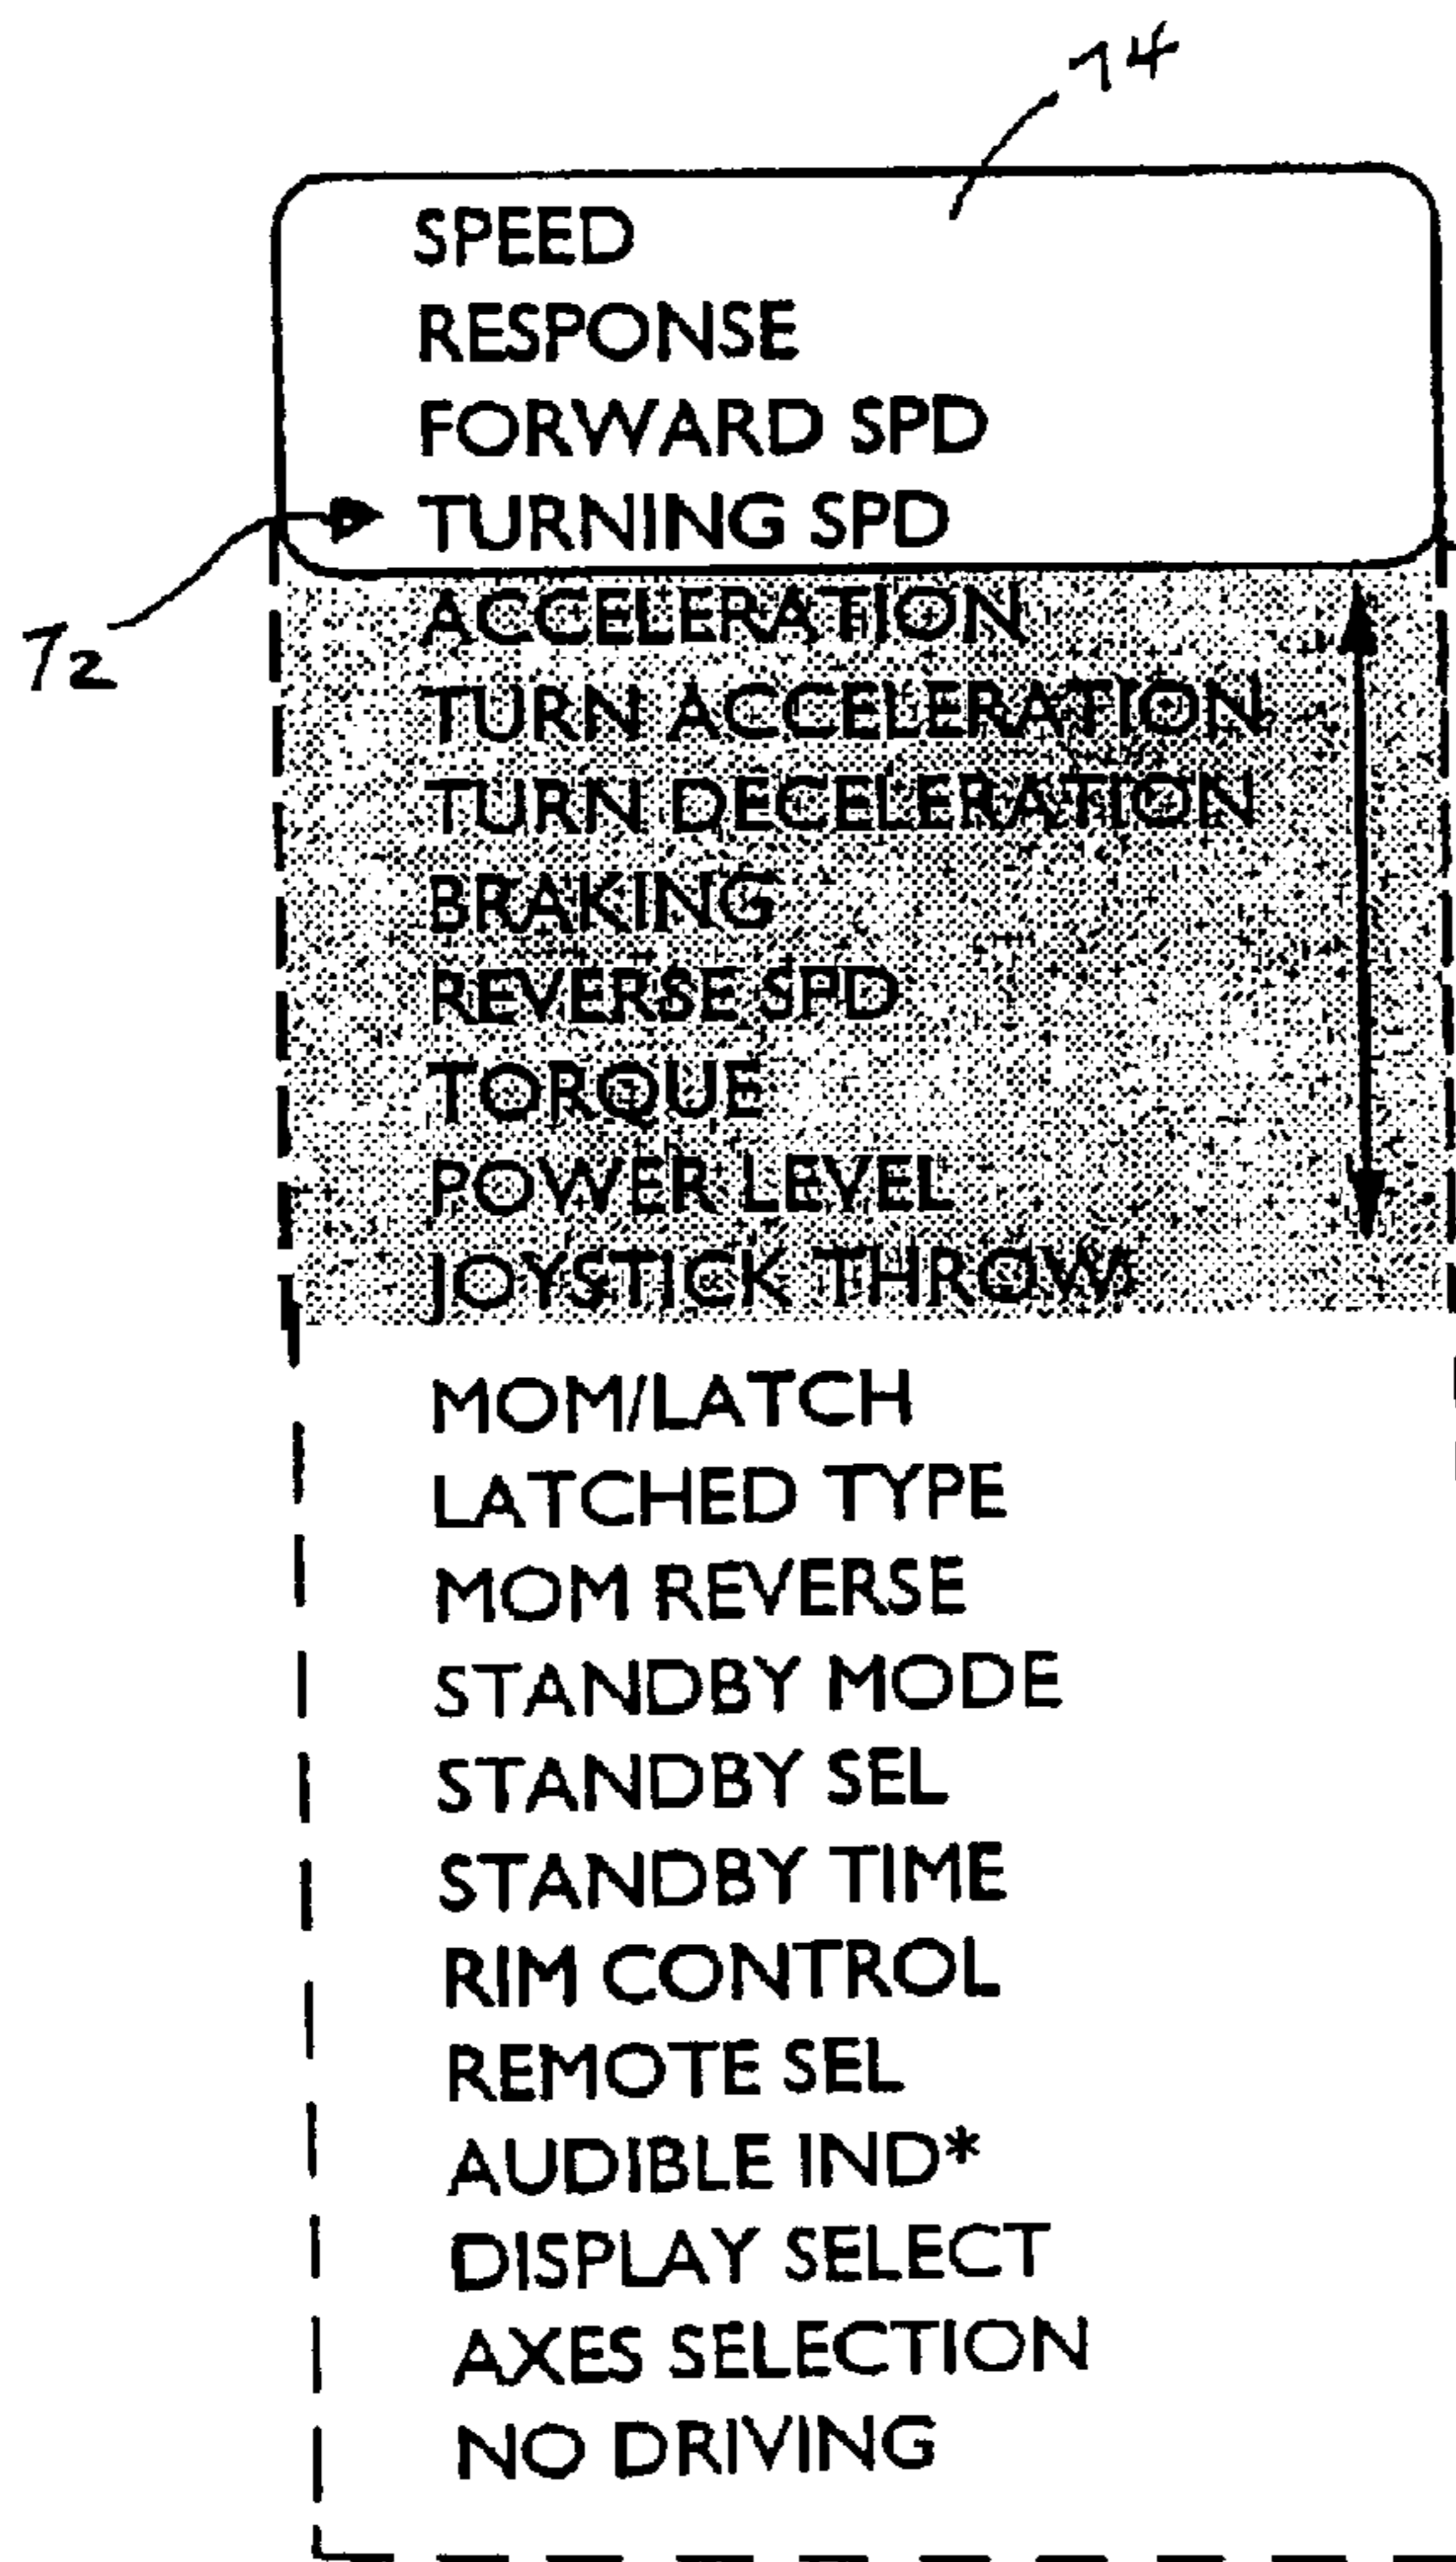 74
SPEED
RESPONSE
FORWARD SPD
TURNING SPD
72
ACCELERATION
TURN ACCELERATION
TURN DECELERATION
BRAKING
REVERSE SPD
TORQUE
POWER LEVEL
JOYSTICK THROW
MOM/LATCH
LATCHED TYPE
MOM REVERSE
STANDBY MODE
STANDBY SEL
STANDBY TIME
RIM CONTROL
REMOTE SEL
AUDIBLE IND*
DISPLAY SELECT
AXES SELECTION
NO DRIVING